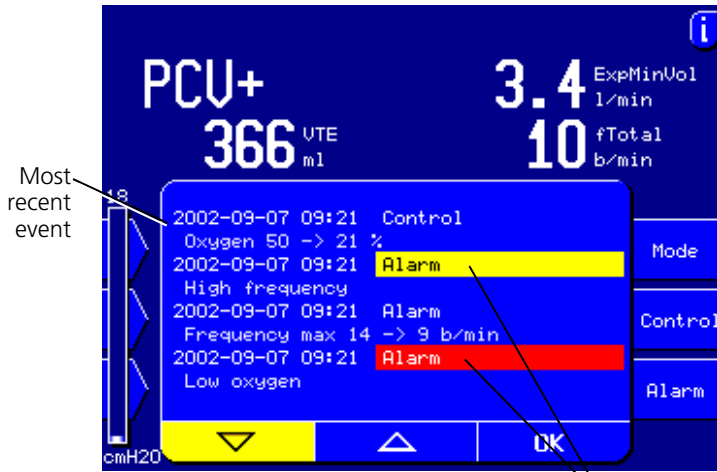 i
PCV+
3.4 ExpMinVol l/min
366 VTE ml
10 fTotal b/min
Most recent event
18
2002-09-07 09:21 Control
Oxygen 50 -> 21 %
2002-09-07 09:21 Alarm
High frequency
2002-09-07 09:21 Alarm
Frequency max 14 -> 9 b/min
2002-09-07 09:21 Alarm
Low oxygen
Mode
Control
Alarm
cmH2O
OK